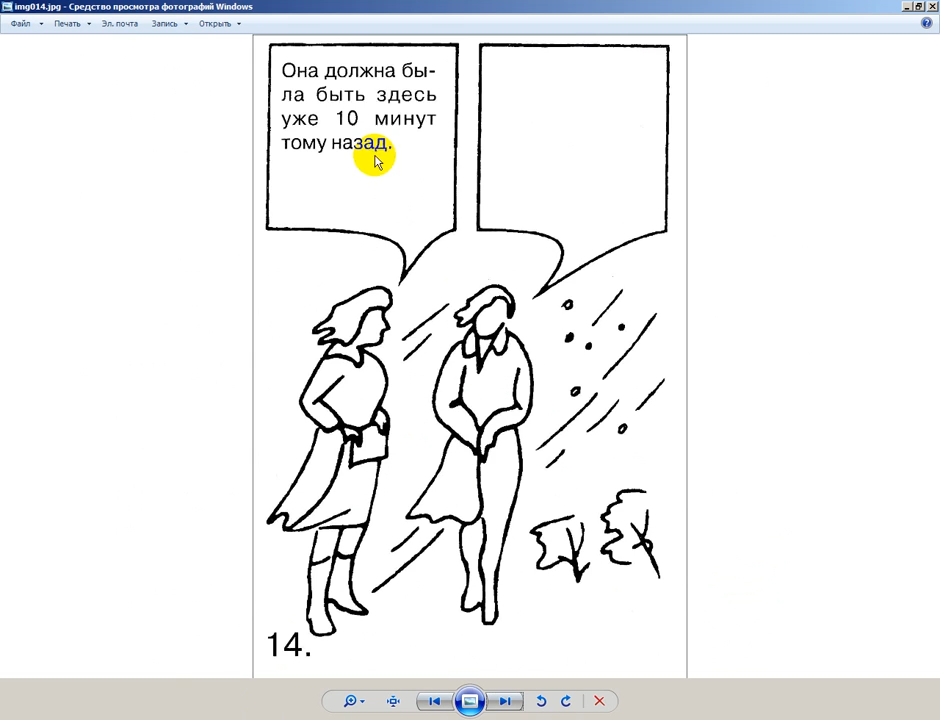 img014.jpg - Средство просмотра фотографий Windows
Файл Печать Эл. почта Запись Открыть
Она должна бы-
ла быть здесь
уже 10 минут
тому назад.
14.